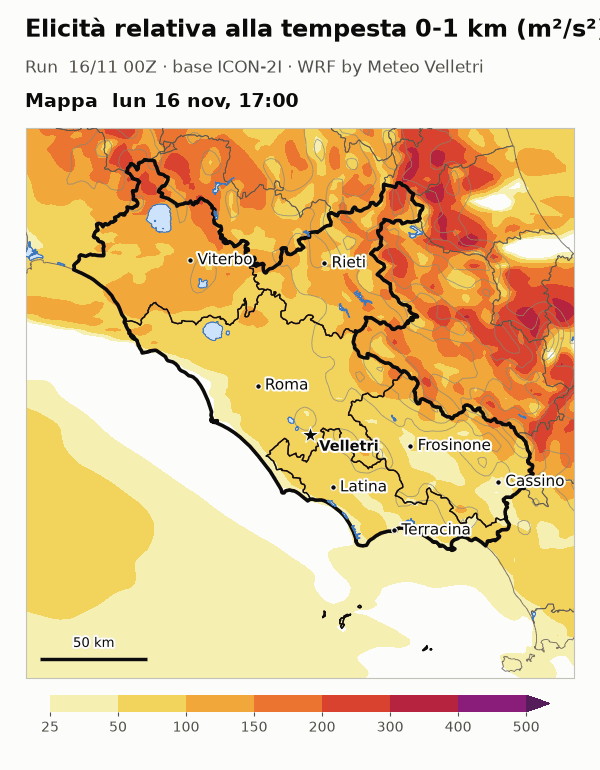 Elicità relativa alla tempesta 0-1 km (m²/s²)
Run 16/11 00Z · base ICON-2I · WRF by Meteo Velletri
Mappa lun 16 nov, 17:00
Viterbo
Rieti
Roma
Velletri
Frosinone
Cassino
Latina
Terracina
50 km
25 50 100 150 200 300 400 500